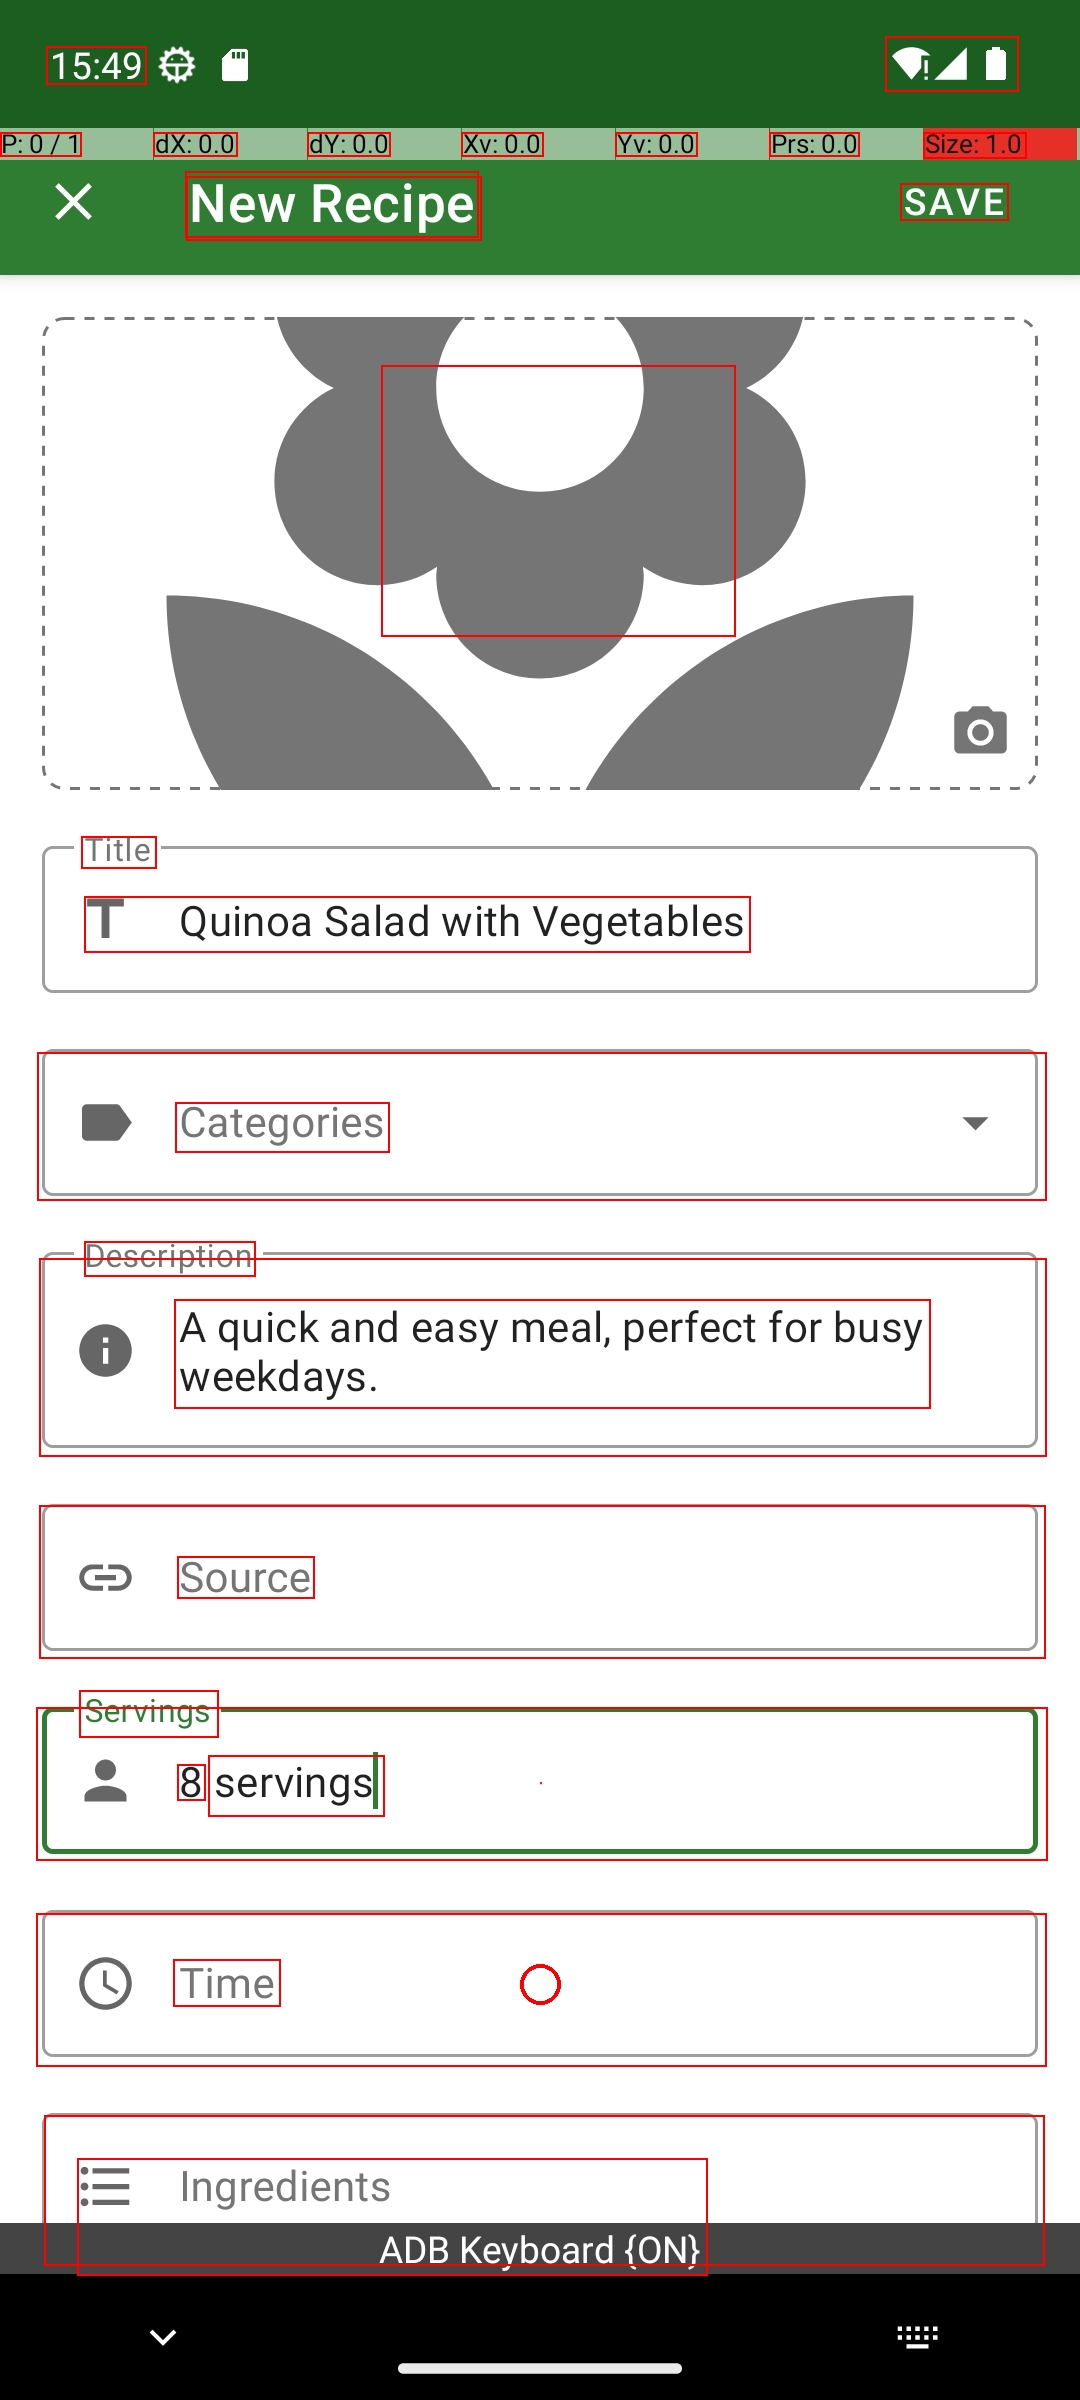 15:49
P: 0 / 1 dX: 0.0 dY: 0.0 Xv: 0.0 Yv: 0.0 Prs: 0.0 Size: 1.0
New Recipe SAVE
Title
Quinoa Salad with Vegetables
Categories
Description
A quick and easy meal, perfect for busy
weekdays.
Source
Servings
8 servings
Time
Ingredients
ADB Keyboard {ON}